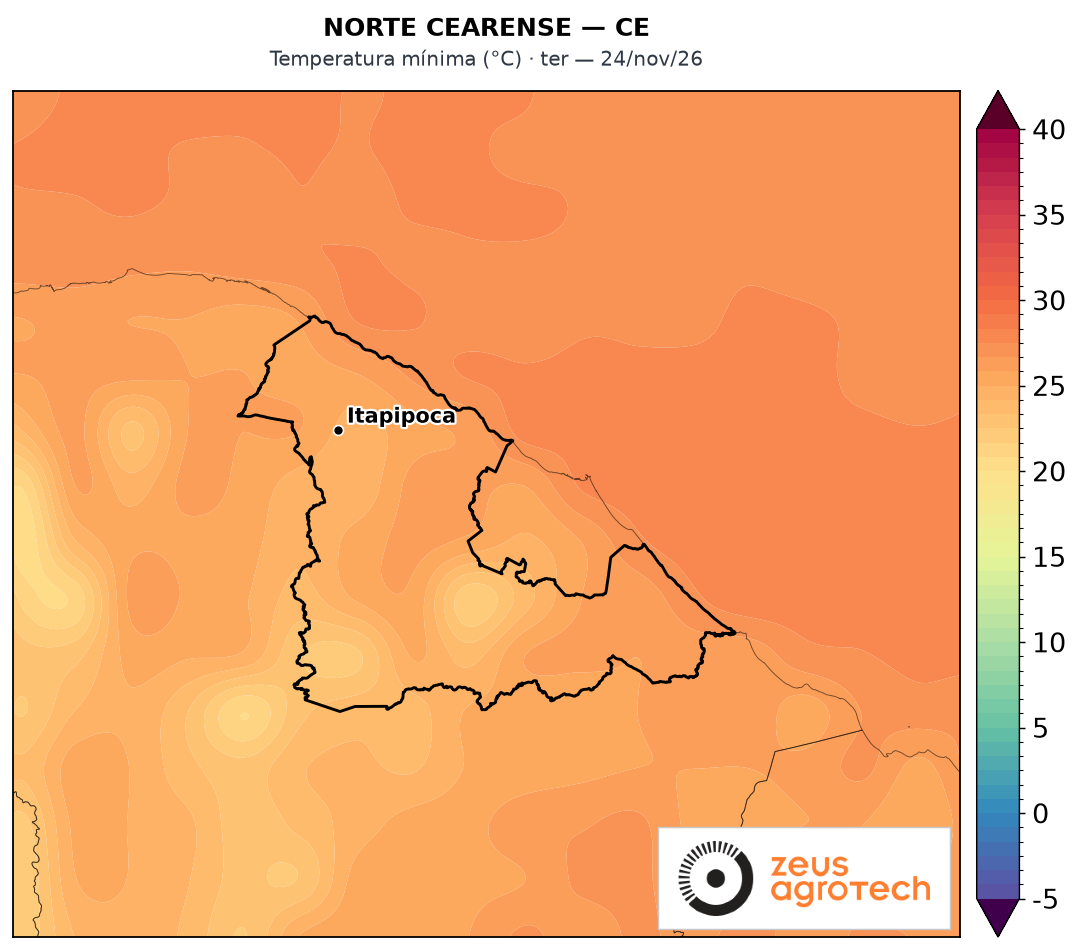 NORTE CEARENSE — CE
Temperatura mínima (°C) · ter — 24/nov/26
Itapipoca
40
35
30
25
20
15
10
5
0
-5
zeus
agrotech